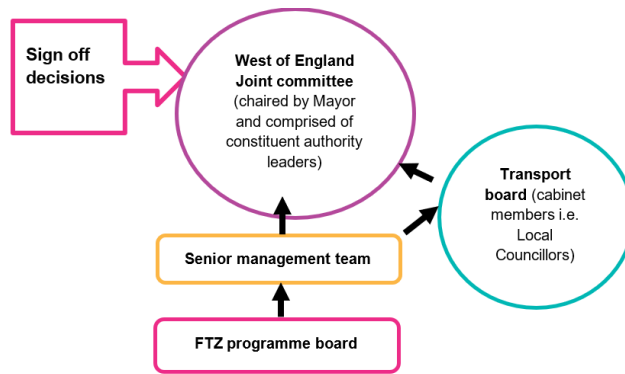 Sign off
decisions
West of England
Joint committee
(chaired by Mayor
and comprised of
constituent authority
leaders)
Transport
board (cabinet
members i.e.
Local
Councillors)
Senior management team
FTZ programme board